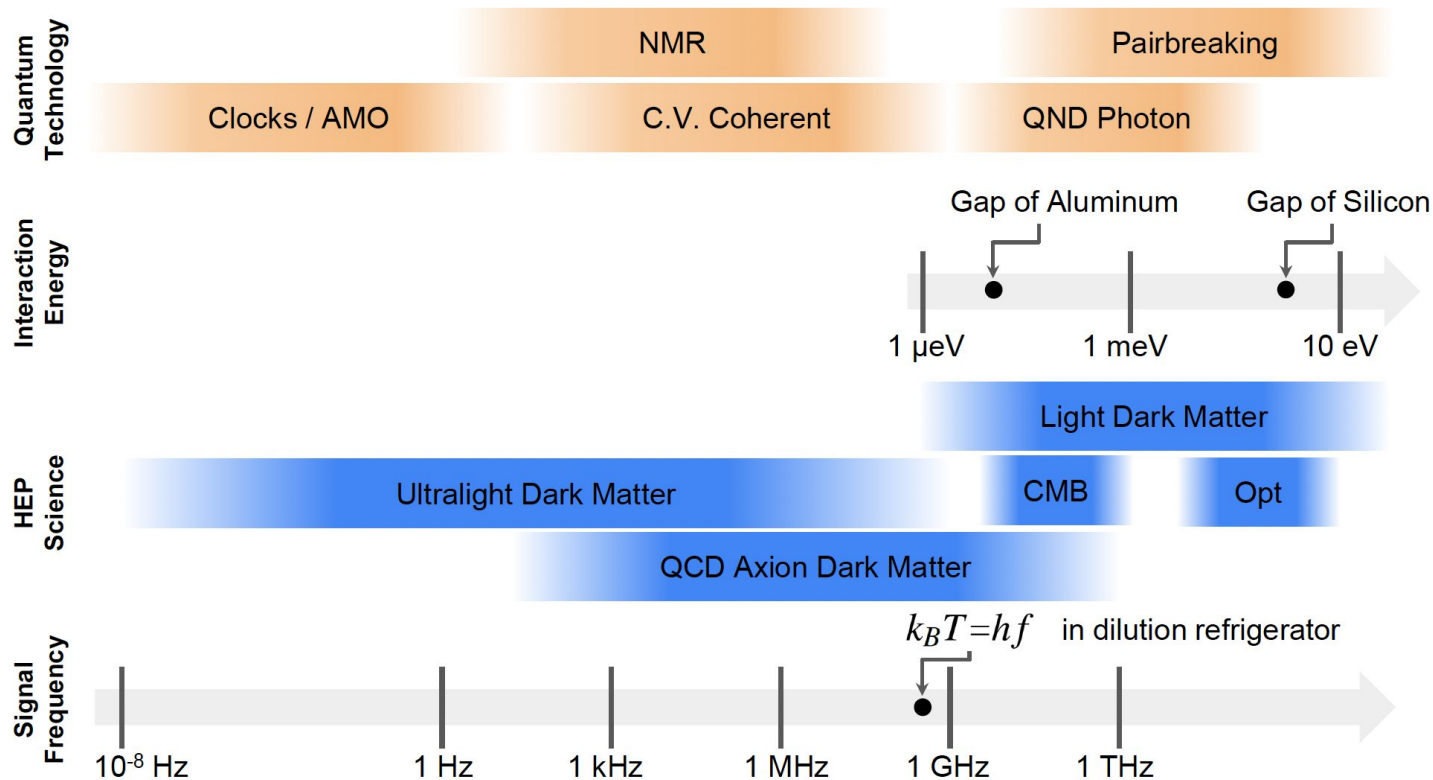 Quantum
Technology
NMR
Pairbreaking
Clocks / AMO
C.V. Coherent
QND Photon
Interaction
Energy
Gap of Aluminum
Gap of Silicon
1 µeV
1 meV
10 eV
HEP
Science
Light Dark Matter
Ultralight Dark Matter
CMB
Opt
QCD Axion Dark Matter
Signal
Frequency
k_BT=hf in dilution refrigerator
10⁻⁸ Hz
1 Hz
1 kHz
1 MHz
1 GHz
1 THz